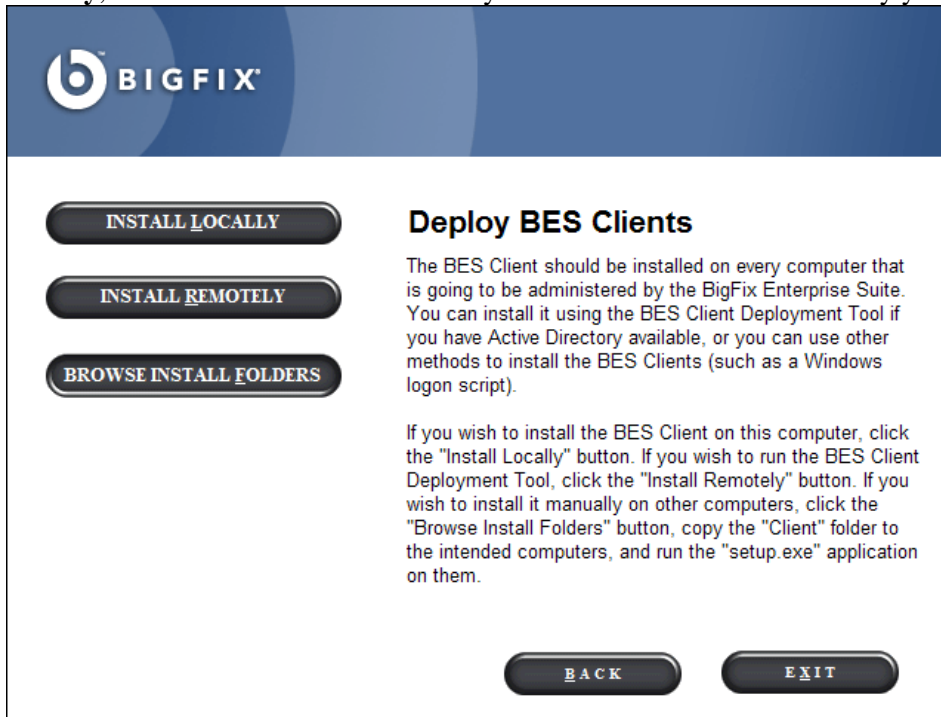 BIGFIX®
INSTALL LOCALLY
INSTALL REMOTELY
BROWSE INSTALL FOLDERS
Deploy BES Clients
The BES Client should be installed on every computer that
is going to be administered by the BigFix Enterprise Suite.
You can install it using the BES Client Deployment Tool if
you have Active Directory available, or you can use other
methods to install the BES Clients (such as a Windows
logon script).
If you wish to install the BES Client on this computer, click
the "Install Locally" button. If you wish to run the BES Client
Deployment Tool, click the "Install Remotely" button. If you
wish to install it manually on other computers, click the
"Browse Install Folders" button, copy the "Client" folder to
the intended computers, and run the "setup.exe" application
on them.
BACK
EXIT